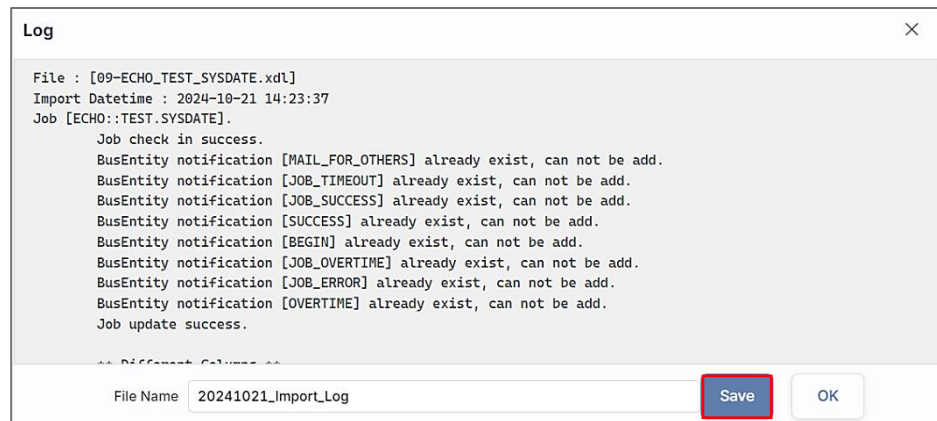 Log
File : [09-ECHO_TEST_SYSDATE.xdl]
Import Datetime : 2024-10-21 14:23:37
Job [ECHO::TEST.SYSDATE].
Job check in success.
BusEntity notification [MAIL_FOR_OTHERS] already exist, can not be add.
BusEntity notification [JOB_TIMEOUT] already exist, can not be add.
BusEntity notification [JOB_SUCCESS] already exist, can not be add.
BusEntity notification [SUCCESS] already exist, can not be add.
BusEntity notification [BEGIN] already exist, can not be add.
BusEntity notification [JOB_OVERTIME] already exist, can not be add.
BusEntity notification [JOB_ERROR] already exist, can not be add.
BusEntity notification [OVERTIME] already exist, can not be add.
Job update success.
** Different Columns **
File Name 20241021_Import_Log Save OK